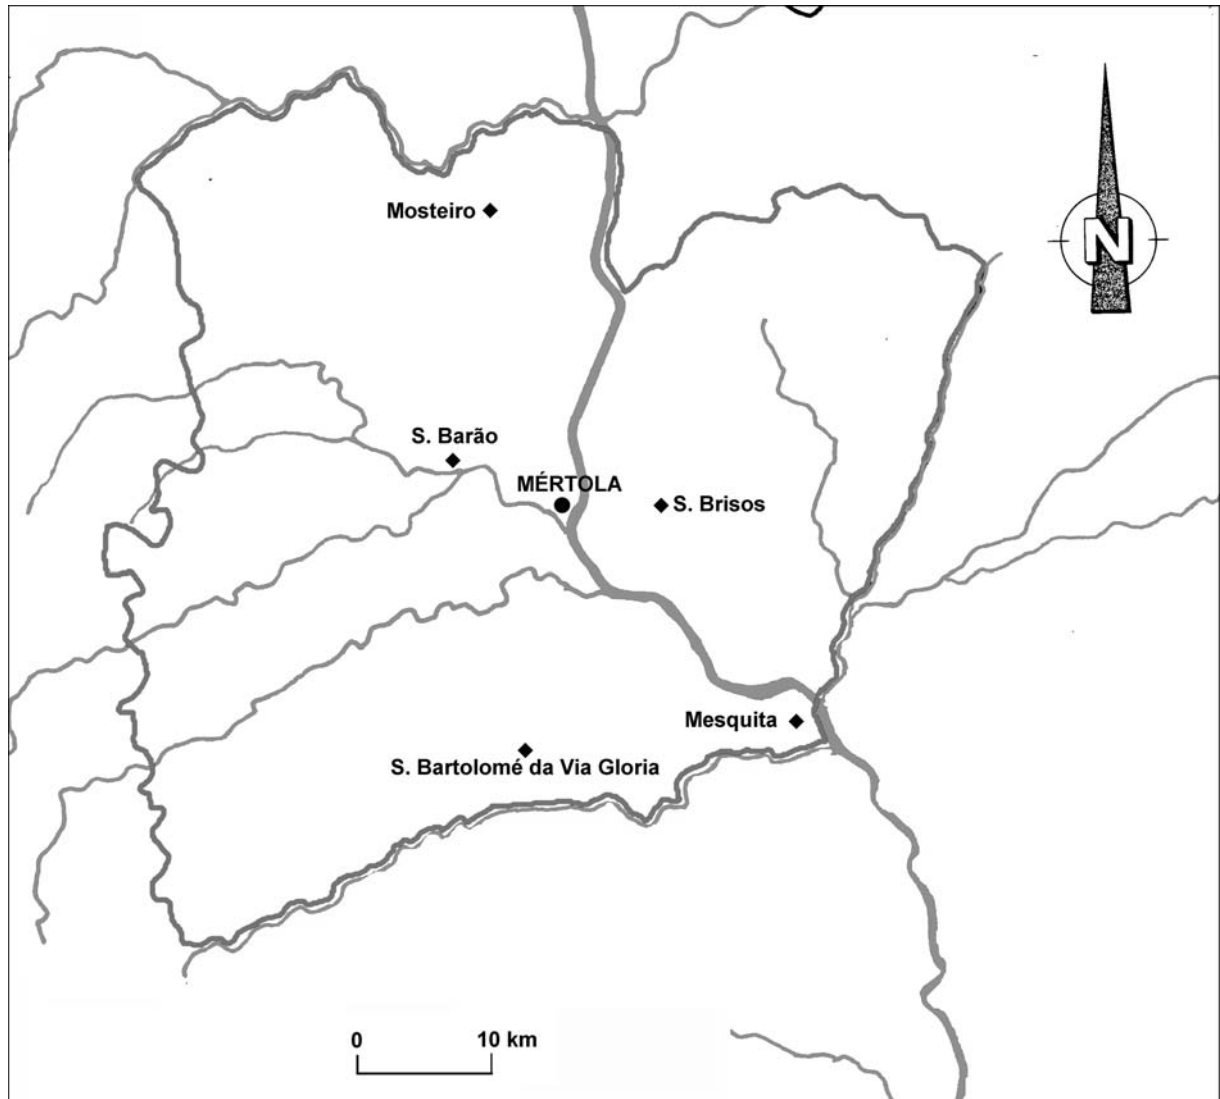 Mosteiro
N
S. Barão
MÉRTOLA
S. Brisos
Mesquita
S. Bartolomé da Via Gloria
0 10 km